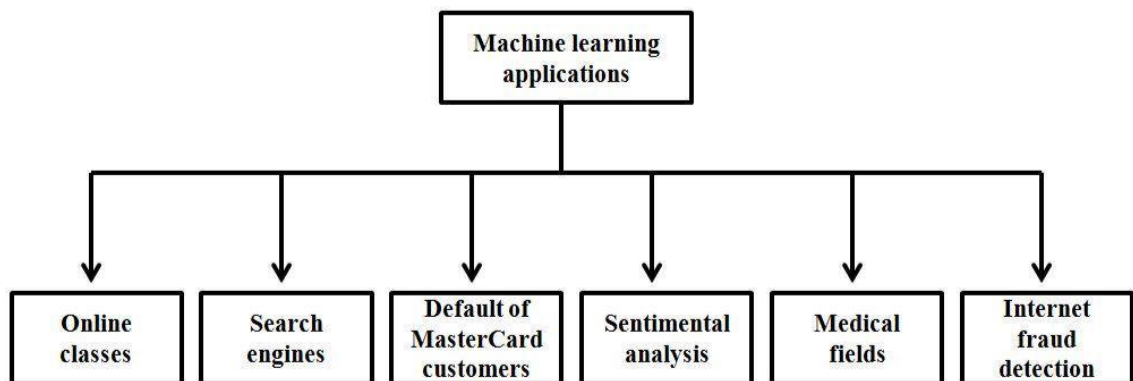 Machine learning
applications
Online
classes
Search
engines
Default of
MasterCard
customers
Sentimental
analysis
Medical
fields
Internet
fraud
detection